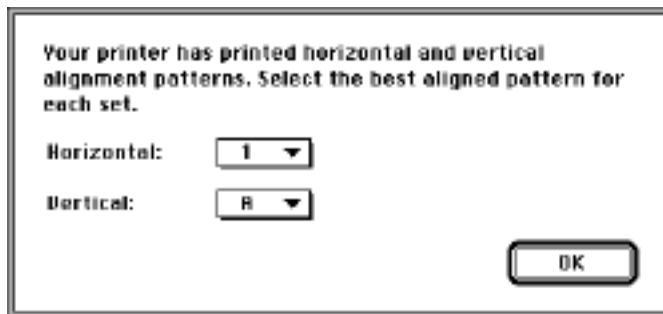 Your printer has printed horizontal and vertical
alignment patterns. Select the best aligned pattern for
each set.
Horizontal: 1
Vertical: A
OK